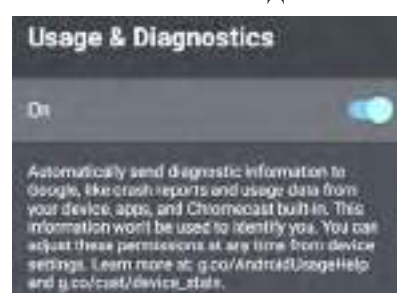 Usage & Diagnostics
On
Automatically send diagnostic information to
Google, like crash reports and usage data from
your device, apps, and Chromecast built-in. This
information won't be used to identify you. You can
adjust these permissions at any time from device
settings. Learn more at: g.co/AndroidUsageHelp
and g.co/cast/device_stats.